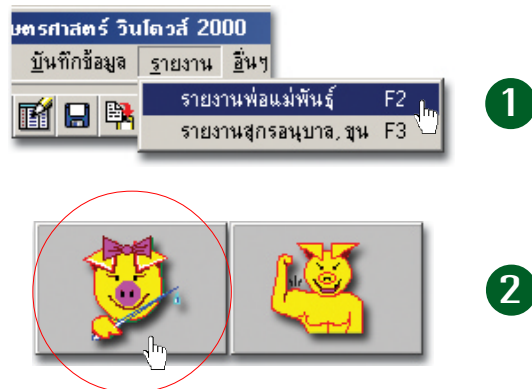 ษตรศาสตร์ วินโดวส์ 2000
บันทึกข้อมูล รายงาน อื่นๆ
รายงานพ่อแม่พันธุ์ F2
รายงานสุกรอนุบาล, ขุน F3
1
2